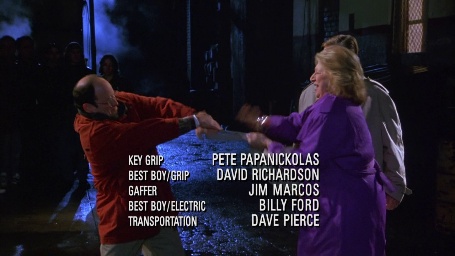 KEY GRIP PETE PAPANICKOLAS
BEST BOY/GRIP DAVID RICHARDSON
GAFFER JIM MARCOS
BEST BOY/ELECTRIC BILLY FORD
TRANSPORTATION DAVE PIERCE